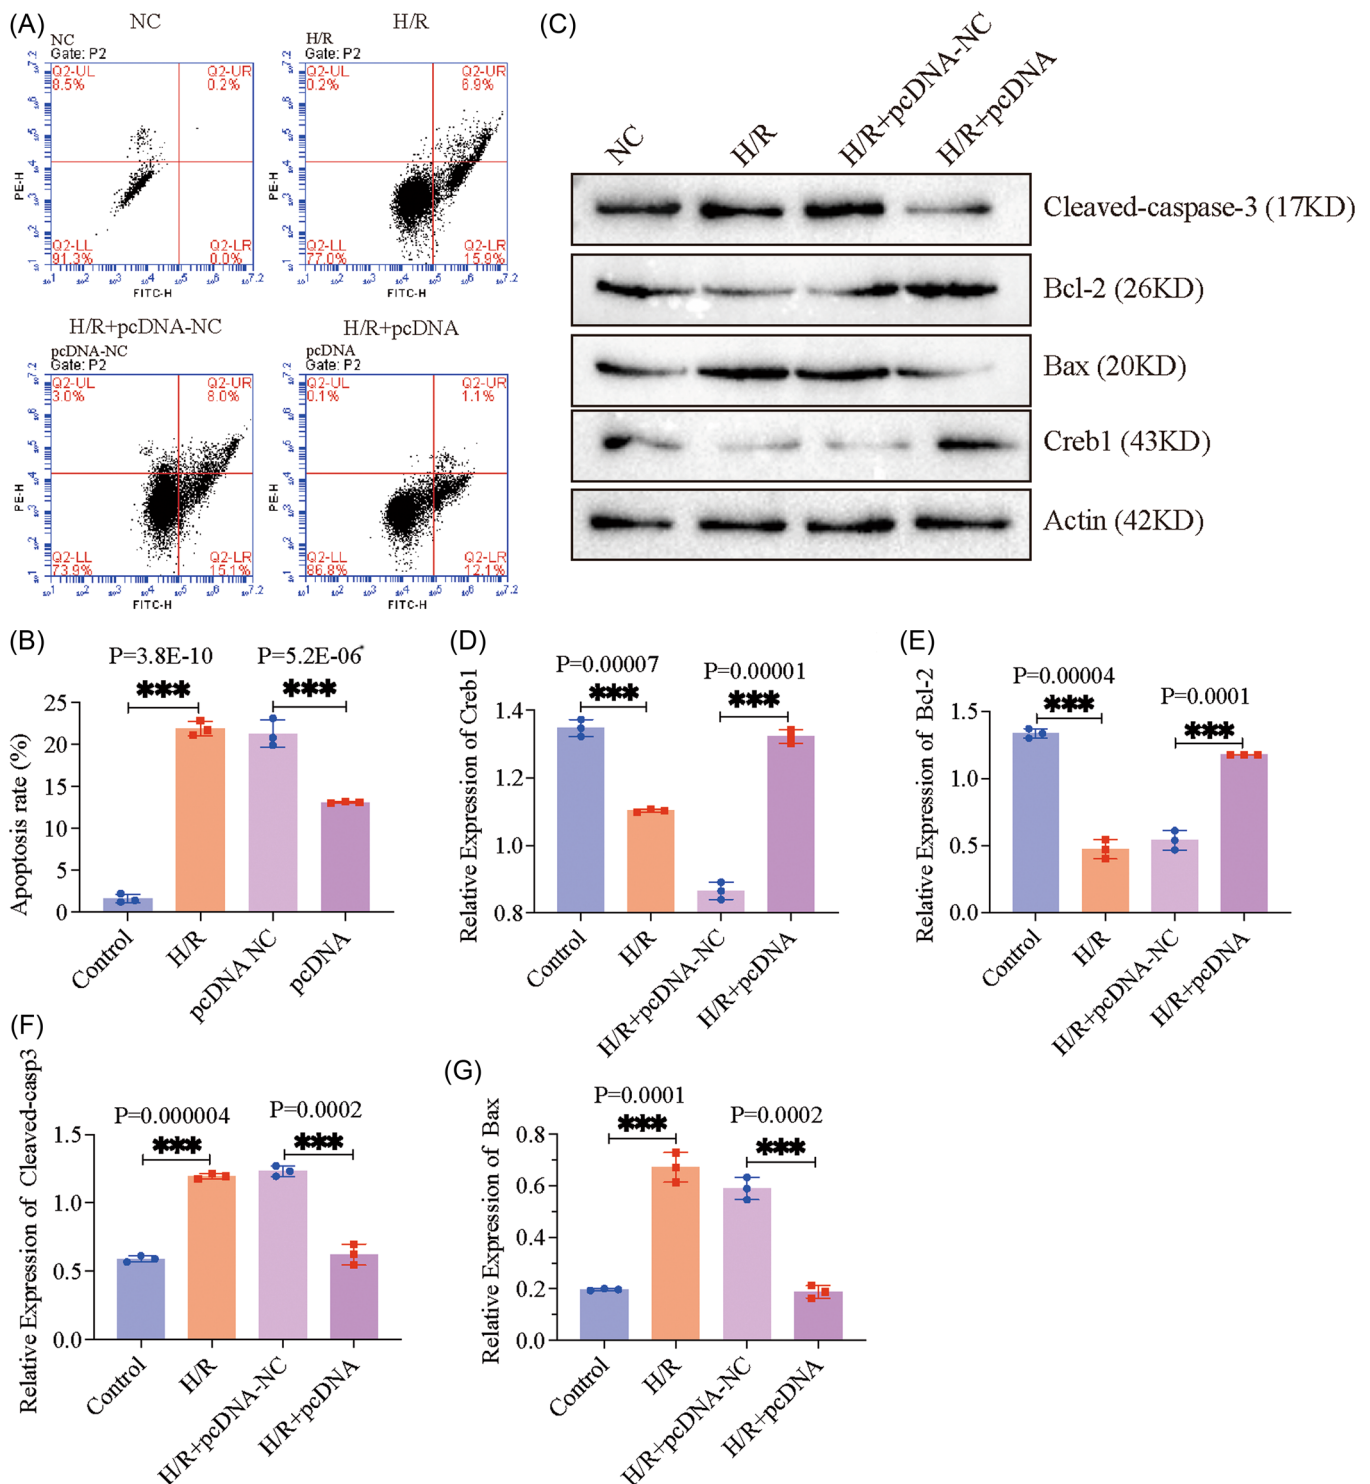 (A)
NC
NC
Gate: P2
Q2-UL
8.5%
Q2-UR
0.2%
Q2-LL
91.3%
Q2-LR
0.0%
PE-H
FITC-H
H/R
H/R
Gate: P2
Q2-UL
0.2%
Q2-UR
6.9%
Q2-LL
77.0%
Q2-LR
15.9%
PE-H
FITC-H
H/R+pcDNA-NC
pcDNA-NC
Gate: P2
Q2-UL
3.0%
Q2-UR
8.0%
Q2-LL
73.9%
Q2-LR
15.1%
PE-H
FITC-H
H/R+pcDNA
pcDNA
Gate: P2
Q2-UL
0.1%
Q2-UR
1.1%
Q2-LL
86.8%
Q2-LR
12.1%
PE-H
FITC-H
(C)
NC
H/R
H/R+pcDNA-NC
H/R+pcDNA
Cleaved-caspase-3 (17KD)
Bcl-2 (26KD)
Bax (20KD)
Creb1 (43KD)
Actin (42KD)
(B)
P=3.8E-10
P=5.2E-06*
***
***
Apoptosis rate (%)
25
20
15
10
5
0
Control
H/R
pcDNA NC
pcDNA
(D)
P=0.00007
P=0.00001
***
***
Relative Expression of Creb1
1.4
1.2
1.0
0.8
Control
H/R
H/R+pcDNA-NC
H/R+pcDNA
(E)
P=0.00004
P=0.0001
***
***
Relative Expression of Bcl-2
1.5
1.0
0.5
0.0
Control
H/R
H/R+pcDNA-NC
H/R+pcDNA
(F)
P=0.000004
P=0.0002
***
***
Relative Expression of Cleaved-casp3
1.5
1.0
0.5
0.0
Control
H/R
H/R+pcDNA-NC
H/R+pcDNA
(G)
P=0.0001
P=0.0002
***
***
Relative Expression of Bax
0.8
0.6
0.4
0.2
0.0
Control
H/R
H/R+pcDNA-NC
H/R+pcDNA